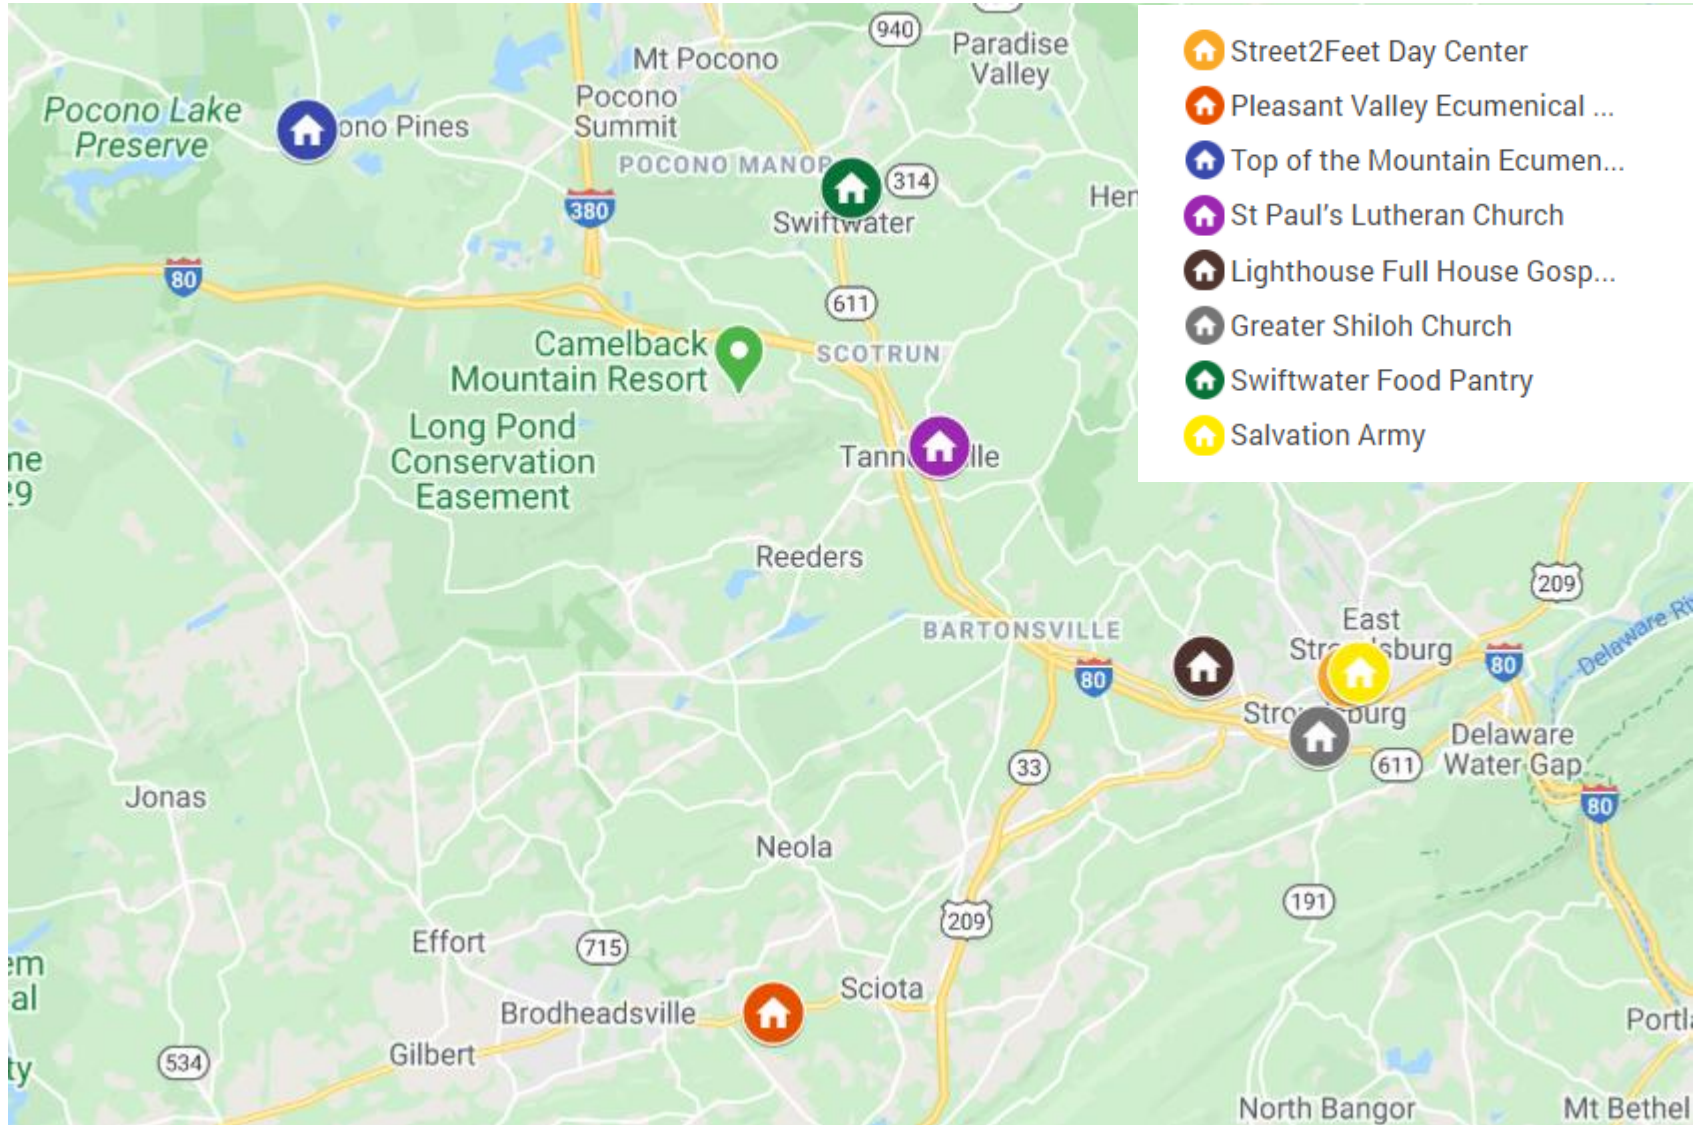 940
Paradise
Valley
Mt Pocono
Pocono
Summit
Pocono Lake
Preserve
Pines
POCONO MANOR
314
Swiftwater
380
80
611
Camelback
Mountain Resort
SCOTRUN
Long Pond
Conservation
Easement
Reeders
BARTONSVILLE
209
East
80
80
Delaware
Delaware
Water Gap
611
33
80
Jonas
Neola
191
209
Effort
715
Sciota
Brodheadsville
Gilbert
534
North Bangor
Mt Bethel
Street2Feet Day Center
Pleasant Valley Ecumenical ...
Top of the Mountain Ecumen...
St Paul's Lutheran Church
Lighthouse Full House Gosp...
Greater Shiloh Church
Swiftwater Food Pantry
Salvation Army